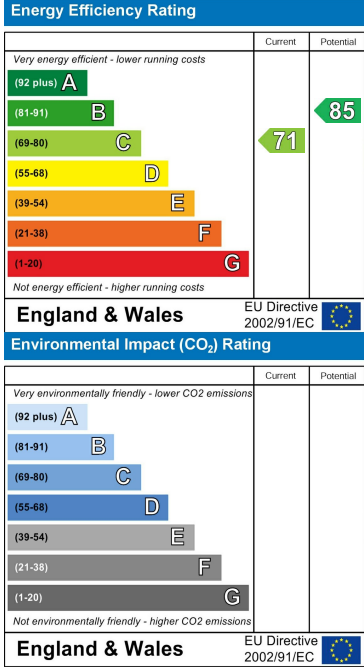 Energy Efficiency Rating
Current Potential
Very energy efficient - lower running costs
(92 plus) A
(81-91) B
(69-80) C
(55-68) D
(39-54) E
(21-38) F
(1-20) G
71
85
Not energy efficient - higher running costs
England & Wales
EU Directive
2002/91/EC
Environmental Impact (CO₂) Rating
Current Potential
Very environmentally friendly - lower CO2 emissions
(92 plus) A
(81-91) B
(69-80) C
(55-68) D
(39-54) E
(21-38) F
(1-20) G
Not environmentally friendly - higher CO2 emissions
England & Wales
EU Directive
2002/91/EC